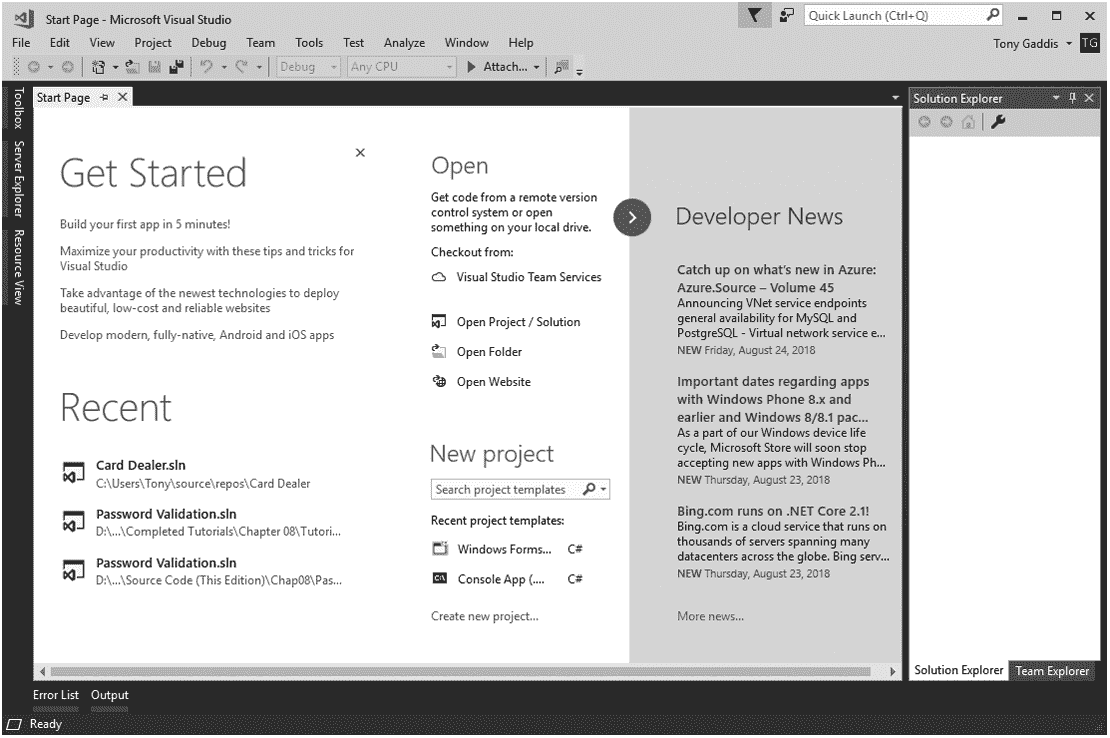 Start Page - Microsoft Visual Studio
Quick Launch (Ctrl+Q)
File Edit View Project Debug Team Tools Test Analyze Window Help
Tony Gaddis TG
Debug Any CPU Attach...
Toolbox
Server Explorer
Resource View
Start Page
Get Started
Build your first app in 5 minutes!
Maximize your productivity with these tips and tricks for
Visual Studio
Take advantage of the newest technologies to deploy
beautiful, low-cost and reliable websites
Develop modern, fully-native, Android and iOS apps
Recent
Card Dealer.sln
C:\Users\Tony\source\repos\Card Dealer
Password Validation.sln
D:\...\Completed Tutorials\Chapter 08\Tutori...
Password Validation.sln
D:\...\Source Code (This Edition)\Chap08\Pas...
Open
Get code from a remote version
control system or open
something on your local drive.
Checkout from:
Visual Studio Team Services
Open Project / Solution
Open Folder
Open Website
New project
Search project templates
Recent project templates:
Windows Forms... C#
Console App (.... C#
Create new project...
Developer News
Catch up on what's new in Azure:
Azure.Source – Volume 45
Announcing VNet service endpoints
general availability for MySQL and
PostgreSQL - Virtual network service e...
NEW Friday, August 24, 2018
Important dates regarding apps
with Windows Phone 8.x and
earlier and Windows 8/8.1 pac...
As a part of our Windows device life
cycle, Microsoft Store will soon stop
accepting new apps with Windows Ph...
NEW Thursday, August 23, 2018
Bing.com runs on .NET Core 2.1!
Bing.com is a cloud service that runs on
thousands of servers spanning many
datacenters across the globe. Bing serv...
NEW Thursday, August 23, 2018
More news...
Solution Explorer
Solution Explorer Team Explorer
Error List Output
Ready